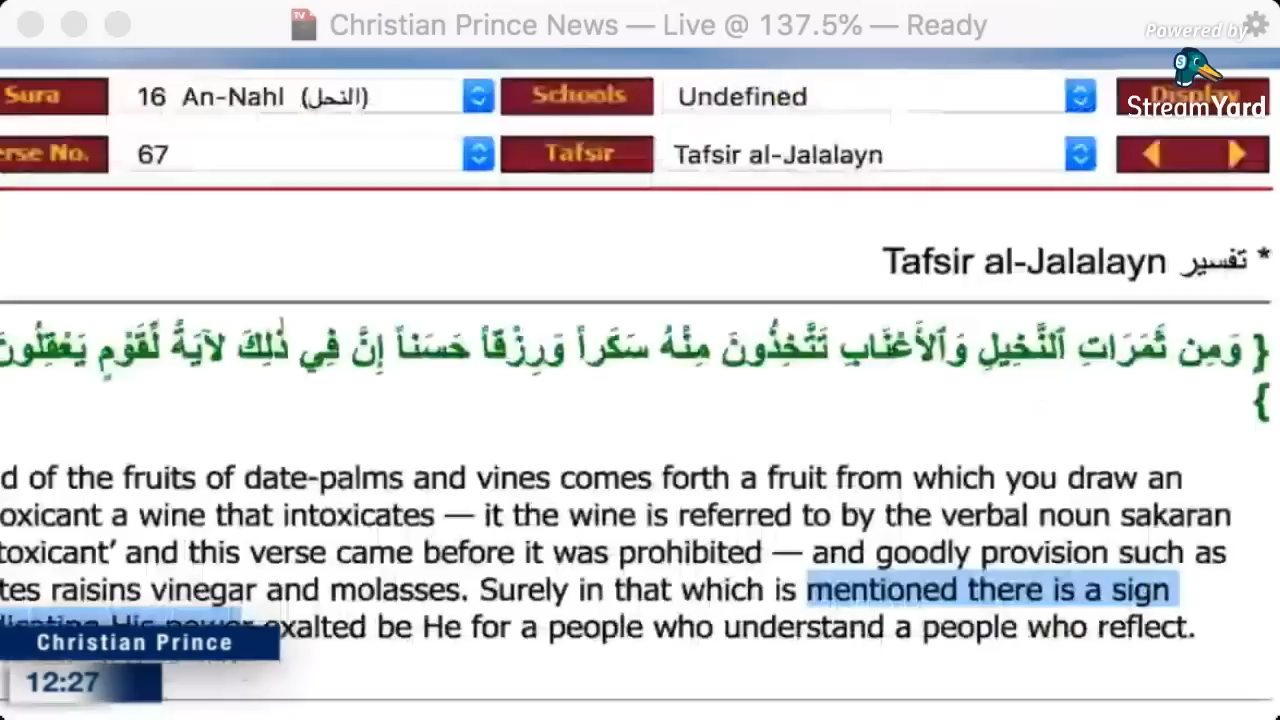 Christian Prince News — Live @ 137.5% — Ready
Powered by
StreamYard
Sura 16 An-Nahl (النحل) Schools Undefined Display
erse No. 67 Tafsir Tafsir al-Jalalayn
* تفسير Tafsir al-Jalalayn
{ وَمِن ثَمَرَاتِ ٱلنَّخِيلِ وَٱلأَعْنَابِ تَتَّخِذُونَ مِنْهُ سَكَراً وَرِزْقاً حَسَناً إِنَّ فِي ذٰلِكَ لآيَةً لِّقَوْمٍ يَعْقِلُونَ
}
d of the fruits of date-palms and vines comes forth a fruit from which you draw an
oxicant a wine that intoxicates — it the wine is referred to by the verbal noun sakaran
toxicant’ and this verse came before it was prohibited — and goodly provision such as
tes raisins vinegar and molasses. Surely in that which is mentioned there is a sign
dicating His power exalted be He for a people who understand a people who reflect.
Christian Prince
12:27